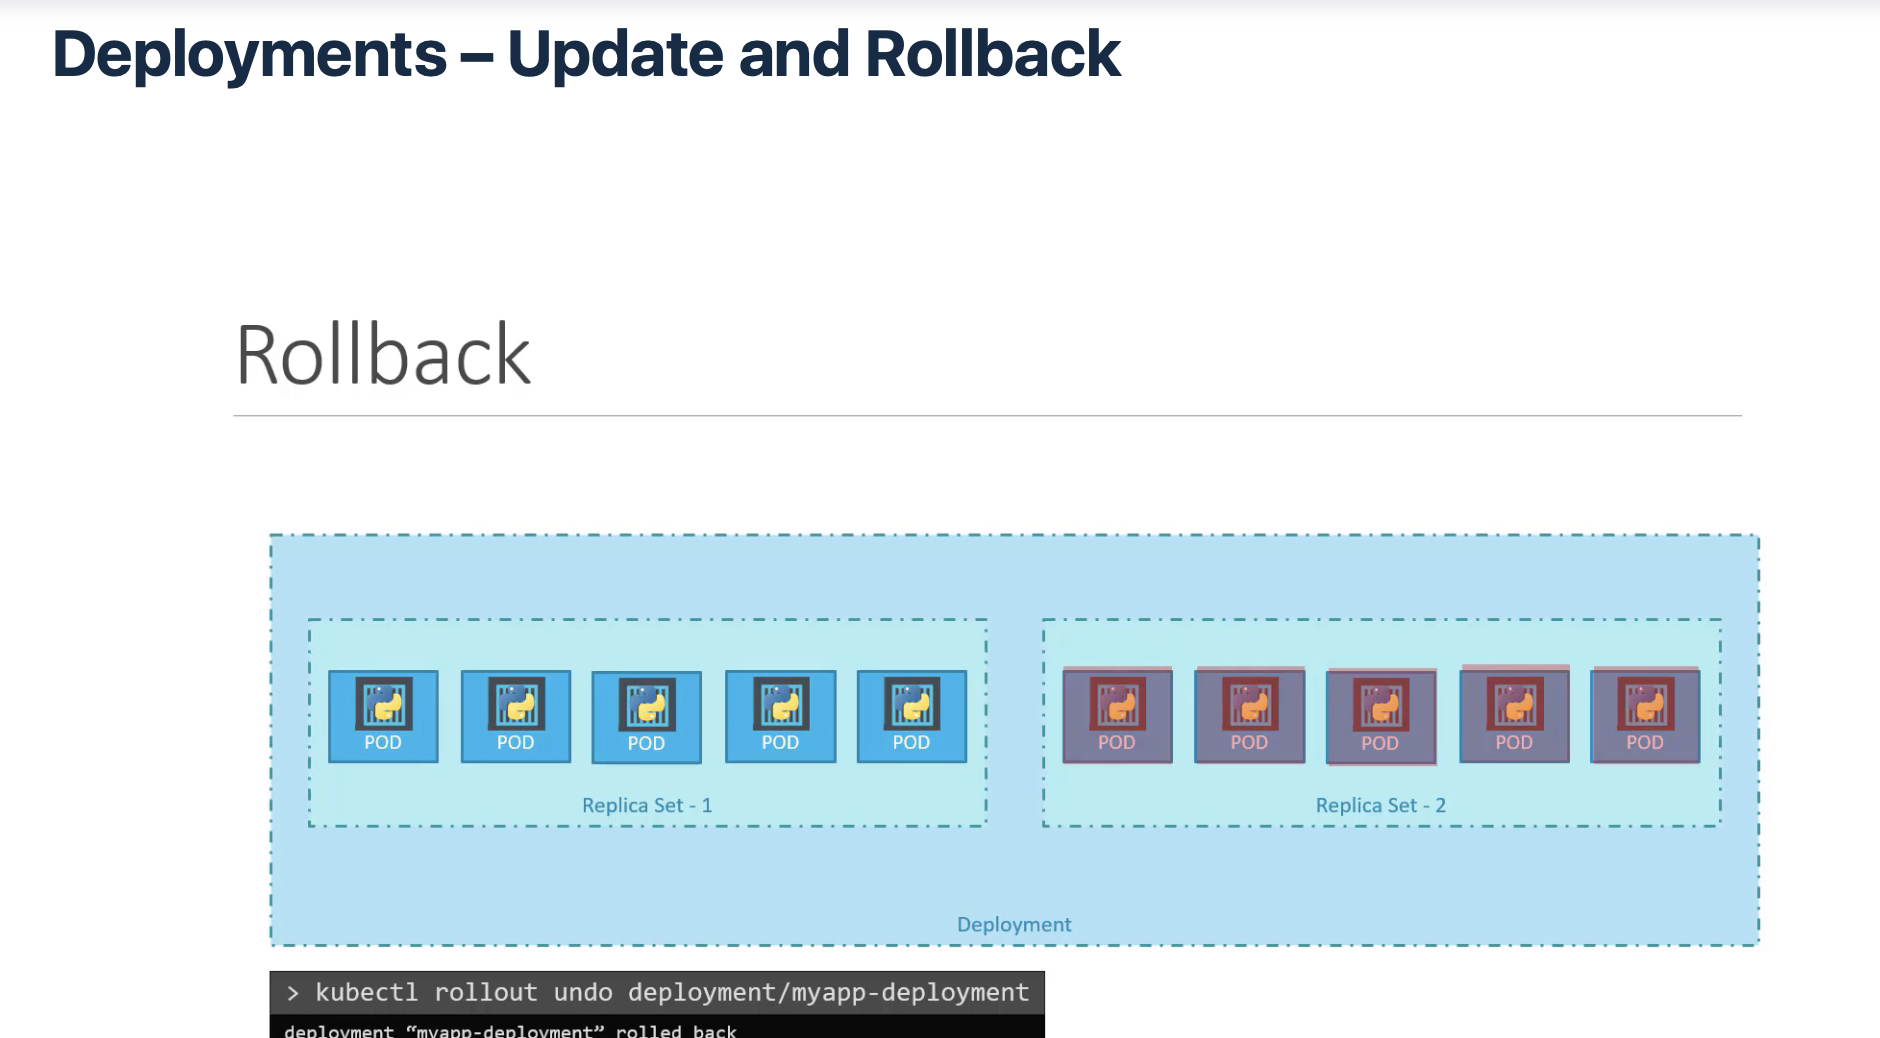 Deployments – Update and Rollback
Rollback
POD POD POD POD POD POD POD POD POD POD
Replica Set - 1 Replica Set - 2
Deployment
> kubectl rollout undo deployment/myapp-deployment
deployment “myapp-deployment” rolled back